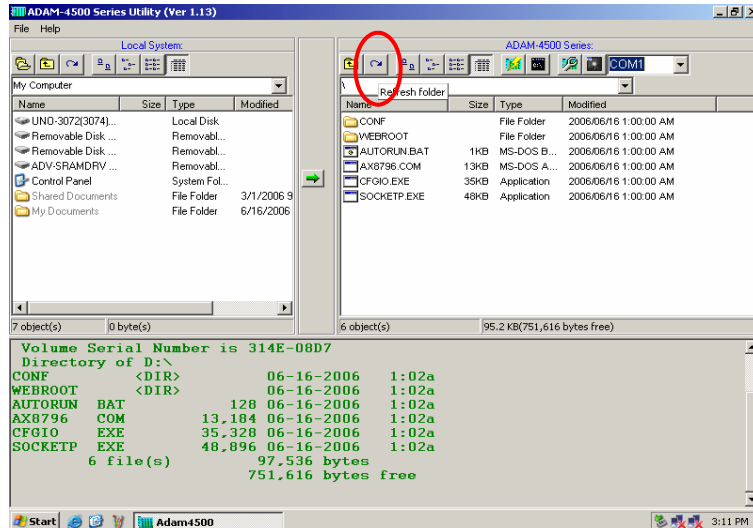 ADAM-4500 Series Utility (Ver 1.13)
File Help
Local System:
ADAM-4500 Series:
COM1
My Computer
\
Refresh folder
Name Size Type Modified
UNO-3072(3074)... Local Disk
Removable Disk ... Removabl...
Removable Disk ... Removabl...
ADV-SRAMDRV ... Removabl...
Control Panel System Fol...
Shared Documents File Folder 3/1/2006 9
My Documents File Folder 6/16/2006
Name Size Type Modified
CONF File Folder 2006/06/16 1:00:00 AM
WEBROOT File Folder 2006/06/16 1:00:00 AM
AUTORUN.BAT 1KB MS-DOS B... 2006/06/16 1:00:00 AM
AX8796.COM 13KB MS-DOS A... 2006/06/16 1:00:00 AM
CFGIO.EXE 35KB Application 2006/06/16 1:00:00 AM
SOCKETP.EXE 48KB Application 2006/06/16 1:00:00 AM
7 object(s) 0 byte(s)
6 object(s) 95.2 KB(751,616 bytes free)
Volume Serial Number is 314E-08D7
Directory of D:\
CONF <DIR> 06-16-2006 1:02a
WEBROOT <DIR> 06-16-2006 1:02a
AUTORUN BAT 128 06-16-2006 1:02a
AX8796 COM 13,184 06-16-2006 1:02a
CFGIO EXE 35,328 06-16-2006 1:02a
SOCKETP EXE 48,896 06-16-2006 1:02a
6 file(s) 97,536 bytes
751,616 bytes free
Start Adam4500 3:11 PM